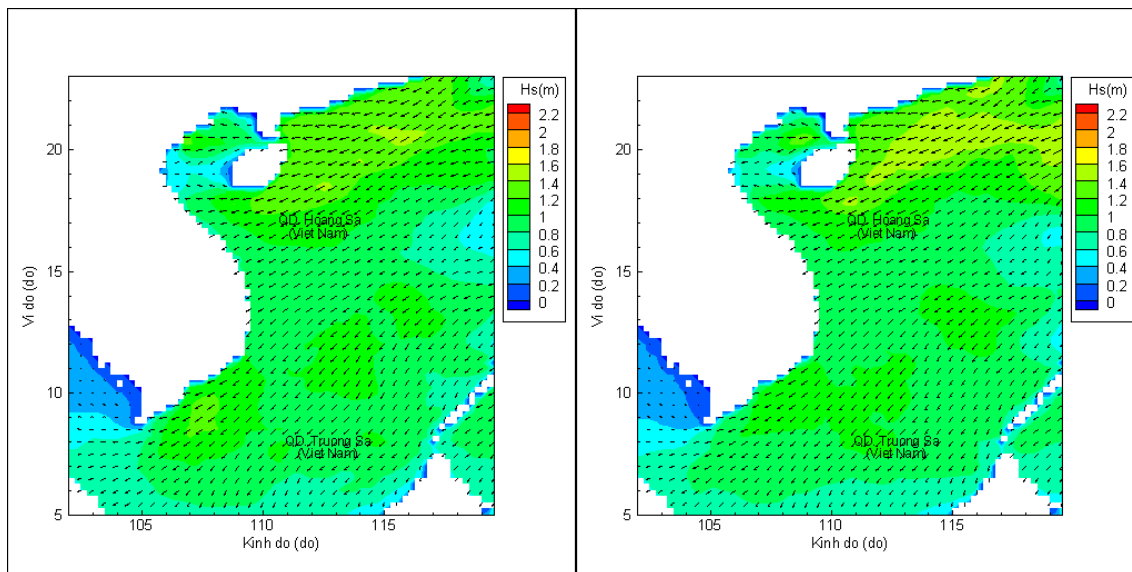 Hs(m)
2.2
2
1.8
1.6
1.4
1.2
1
0.8
0.6
0.4
0.2
0
Vi do (do)
20
15
10
5
QD. Hoang Sa
(Viet Nam)
QD. Truong Sa
(Viet Nam)
105
110
115
Kinh do (do)
Hs(m)
2.2
2
1.8
1.6
1.4
1.2
1
0.8
0.6
0.4
0.2
0
Vi do (do)
20
15
10
5
QD. Hoang Sa
(Viet Nam)
QD. Truong Sa
(Viet Nam)
105
110
115
Kinh do (do)